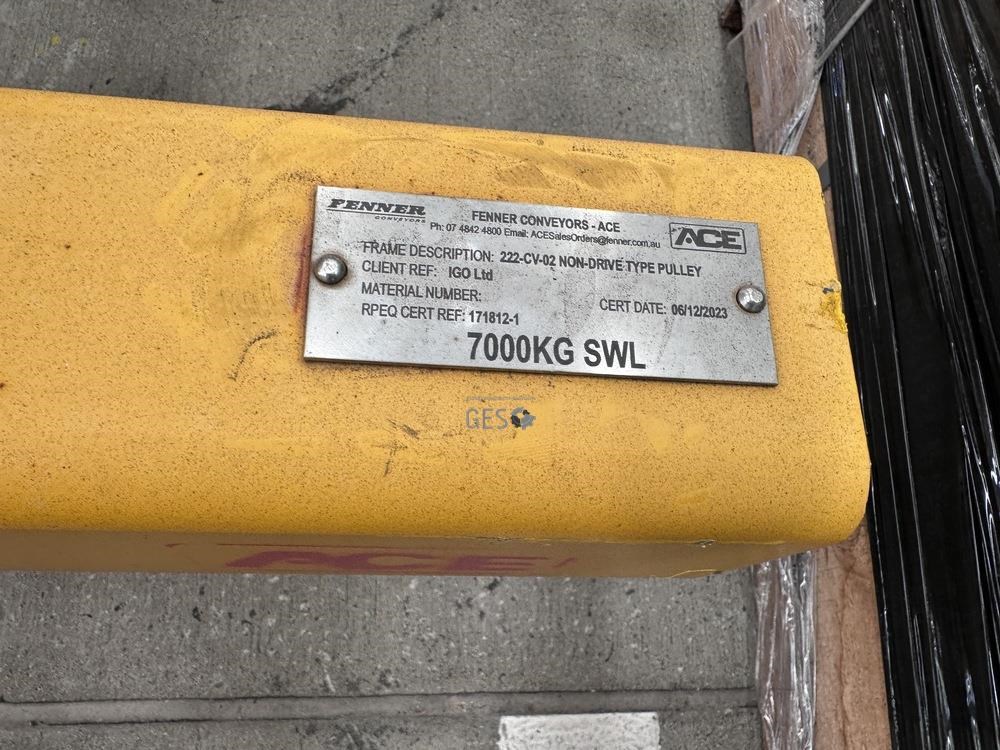 FENNER
CONVEYORS
FENNER CONVEYORS - ACE
Ph: 07 4842 4800 Email: ACESalesOrders@fenner.com.au
ACE
FRAME DESCRIPTION: 222-CV-02 NON-DRIVE TYPE PULLEY
CLIENT REF: IGO Ltd
MATERIAL NUMBER:
RPEQ CERT REF: 171812-1
CERT DATE: 06/12/2023
7000KG SWL
GES
ACE